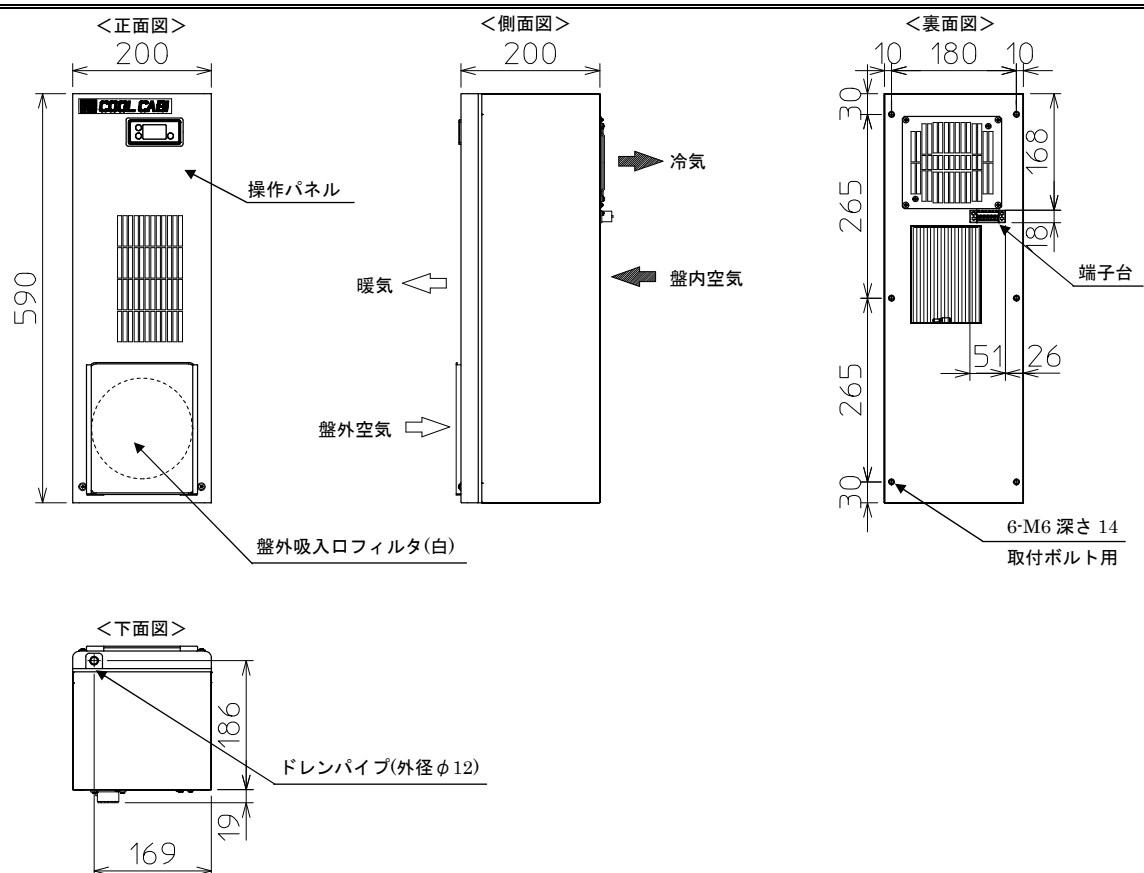 ＜正面図＞
200
590
COOL CABI
操作パネル
盤外吸入口フィルタ(白)
＜側面図＞
200
冷気
暖気
盤内空気
盤外空気
＜裏面図＞
10 180 10
30
265
265
30
168
18
51 26
端子台
6-M6 深さ 14
取付ボルト用
＜下面図＞
186
19
169
ドレンパイプ(外径φ12)